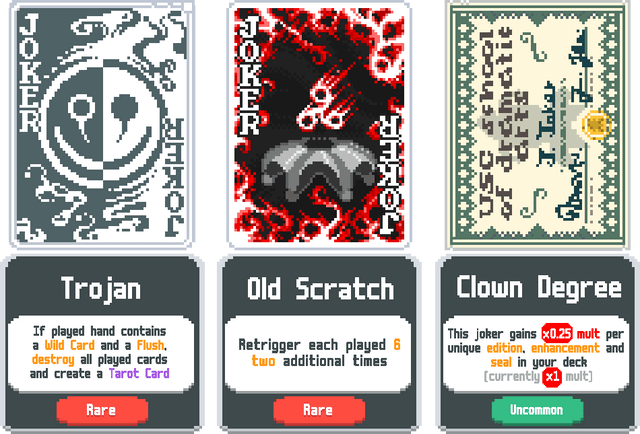 JOKER
JOKER
JOKER
JOKER
USC School
of dramatic
arts
Trojan
If played hand contains
a Wild Card and a Flush,
destroy all played cards
and create a Tarot Card
Rare
Old Scratch
Retrigger each played 6
two additional times
Rare
Clown Degree
This joker gains x0.25 mult per
unique edition, enhancement and
seal in your deck
[currently x1 mult]
Uncommon